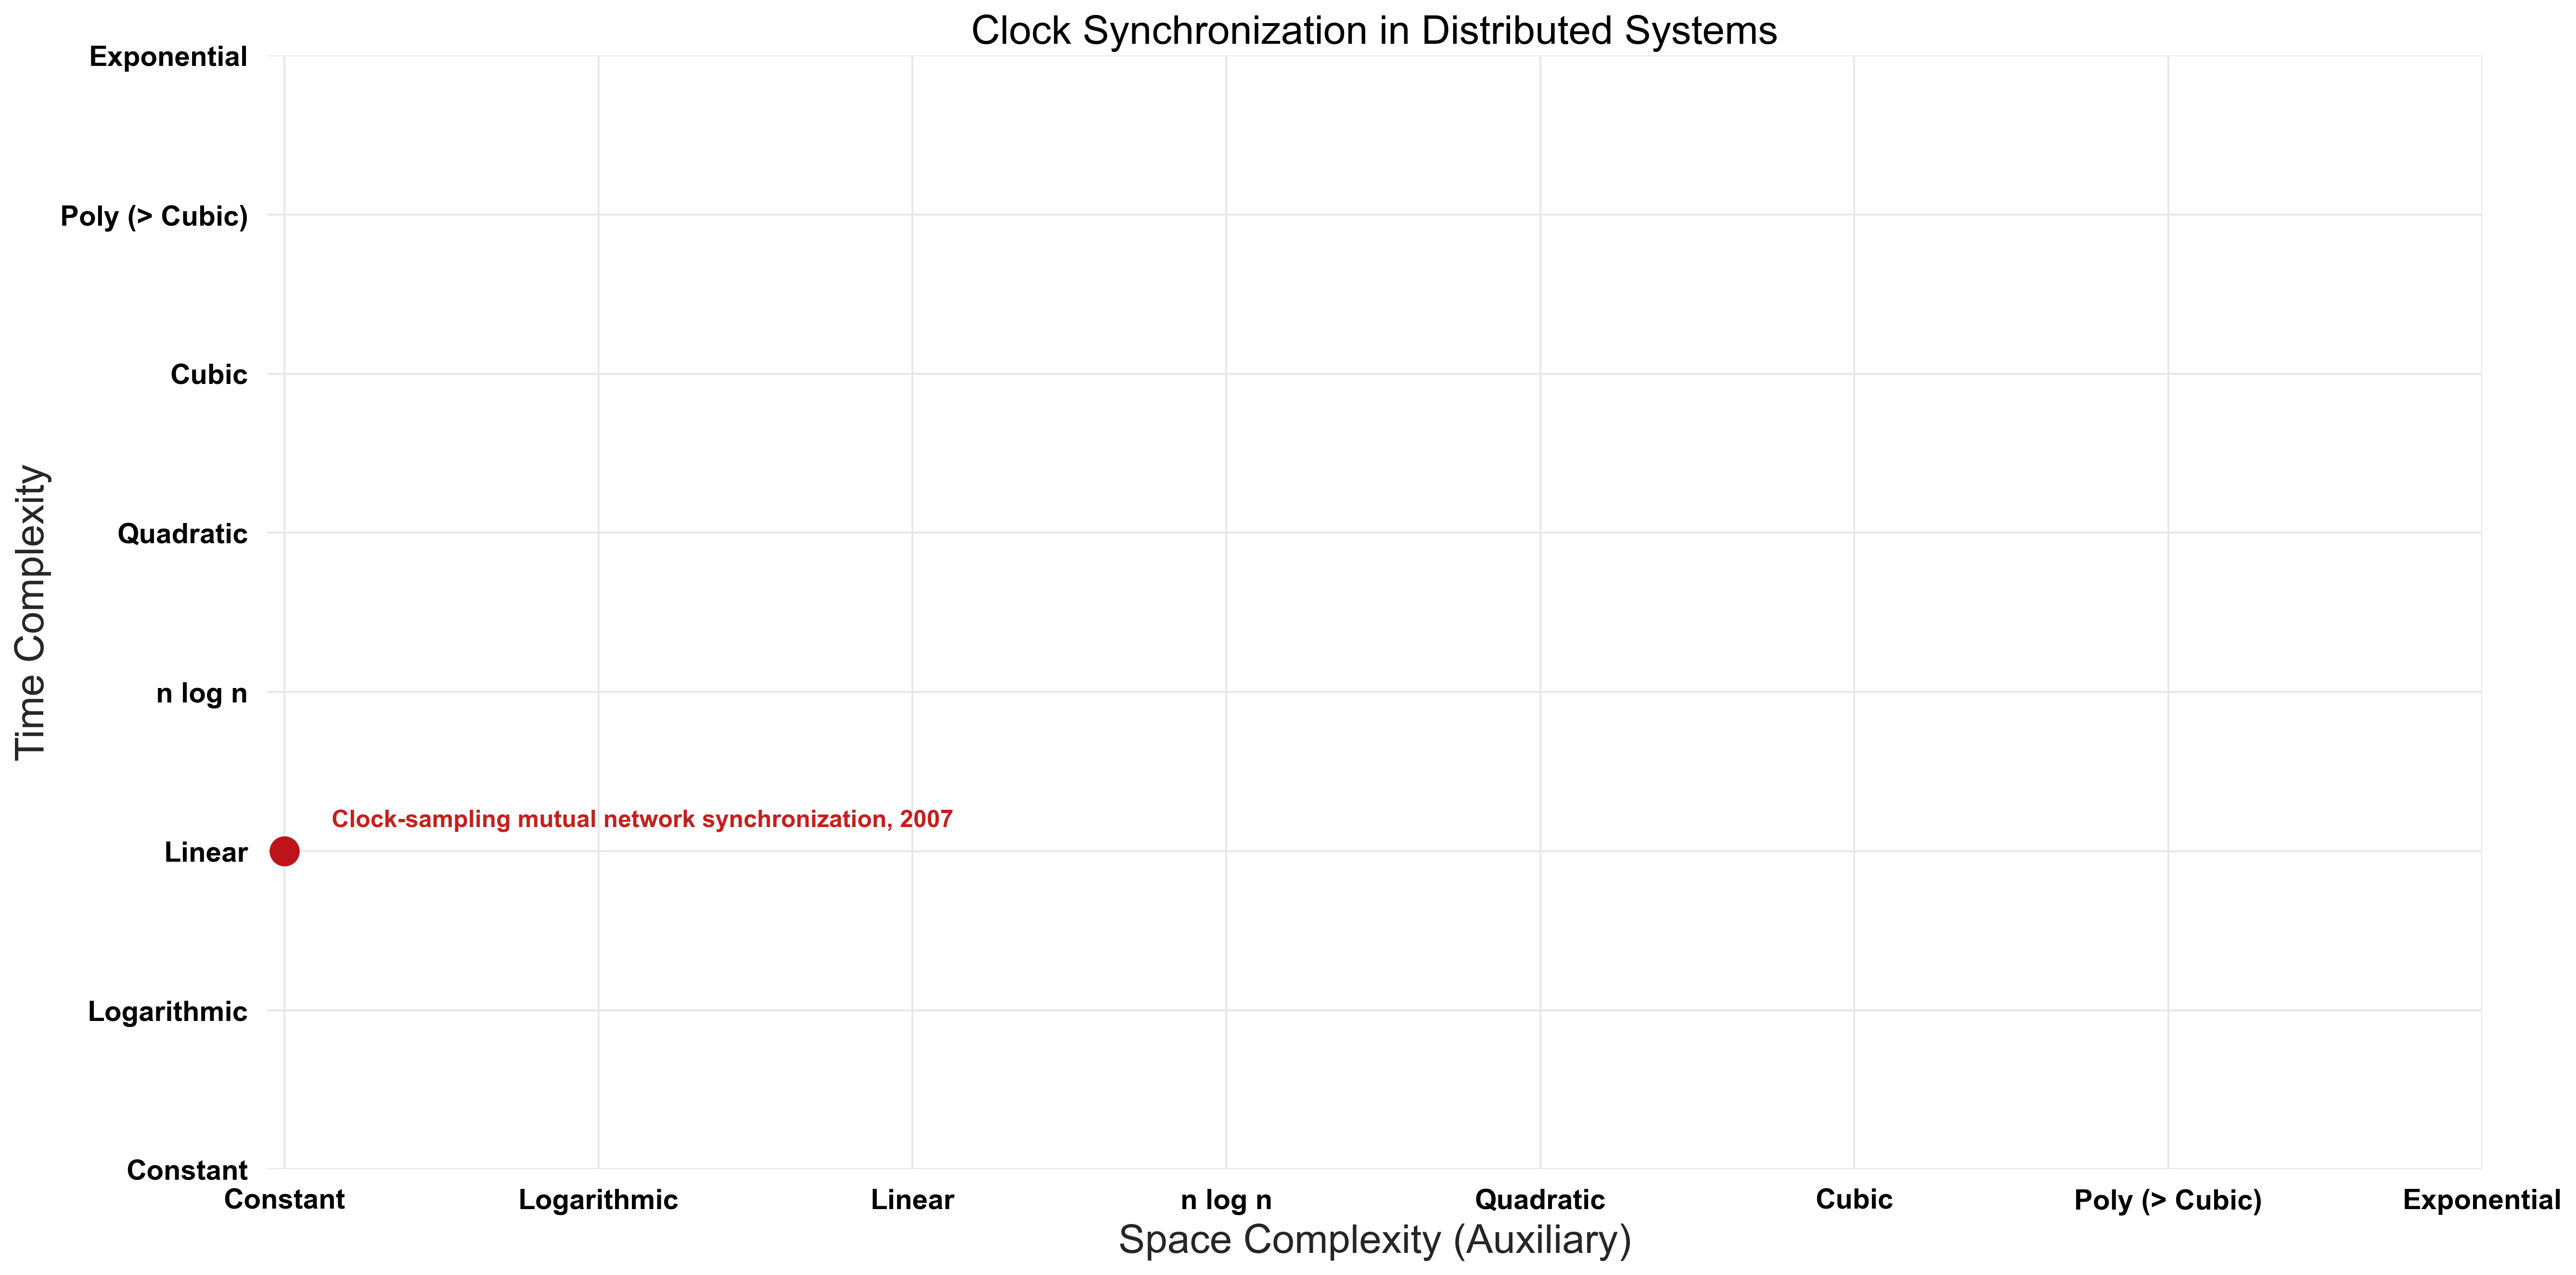 Clock Synchronization in Distributed Systems
Exponential
Poly (> Cubic)
Cubic
Quadratic
n log n
Linear
Logarithmic
Constant
Time Complexity
Clock-sampling mutual network synchronization, 2007
Constant
Logarithmic
Linear
n log n
Quadratic
Cubic
Poly (> Cubic)
Exponential
Space Complexity (Auxiliary)